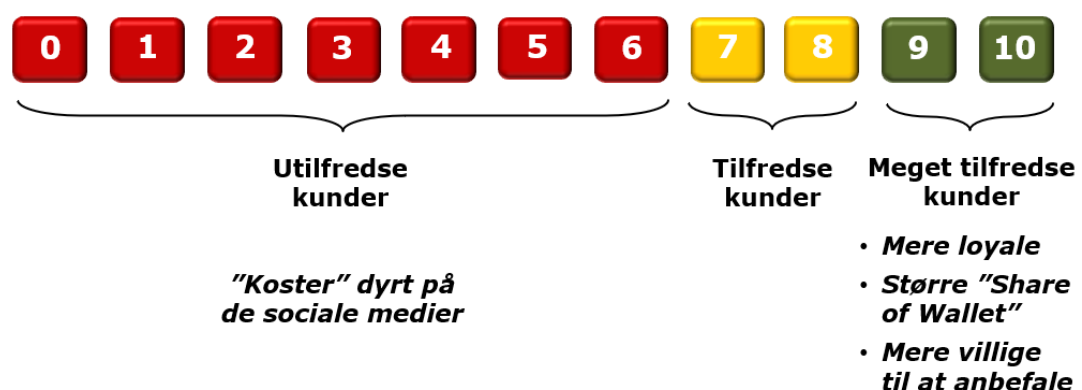 0 1 2 3 4 5 6 7 8 9 10
Utilfredse
kunder
Tilfredse
kunder
Meget tilfredse
kunder
”Koster” dyrt på
de sociale medier
• Mere loyale
• Større ”Share
of Wallet”
• Mere villige
til at anbefale